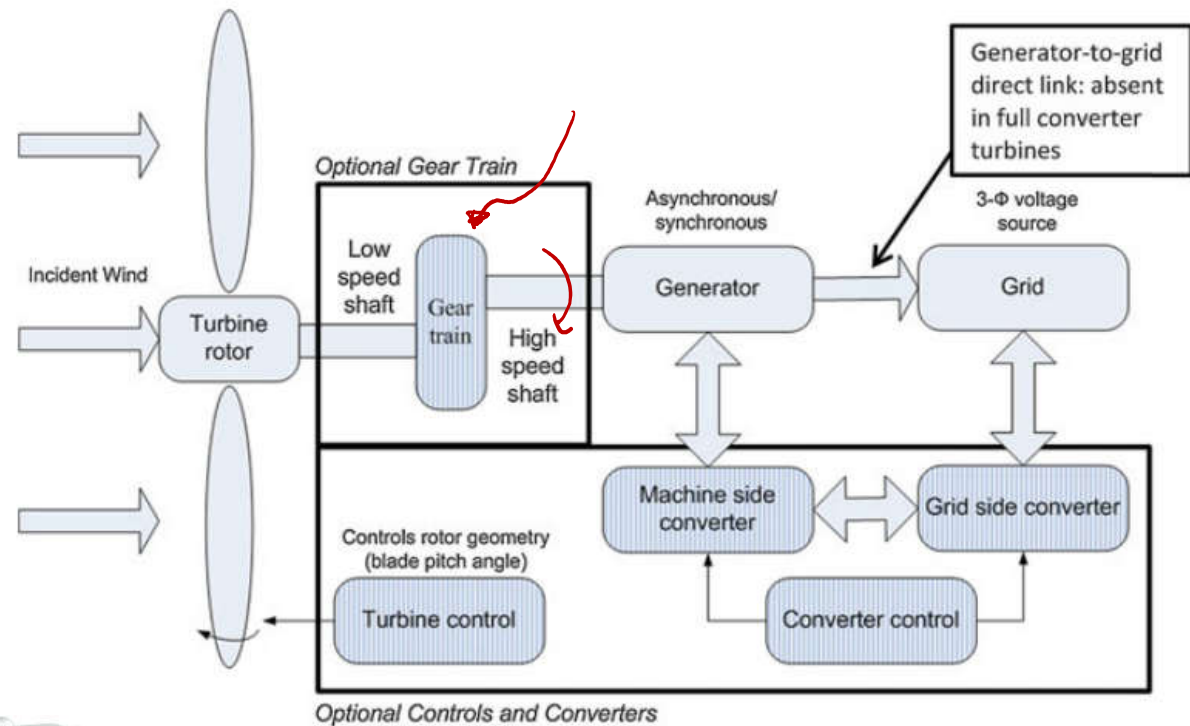 Generator-to-grid
direct link: absent
in full converter
turbines
Optional Gear Train
Asynchronous/
synchronous
3-Φ voltage
source
Incident Wind
Turbine
rotor
Low
speed
shaft
Gear
train
High
speed
shaft
Generator
Grid
Machine side
converter
Grid side converter
Controls rotor geometry
(blade pitch angle)
Turbine control
Converter control
Optional Controls and Converters